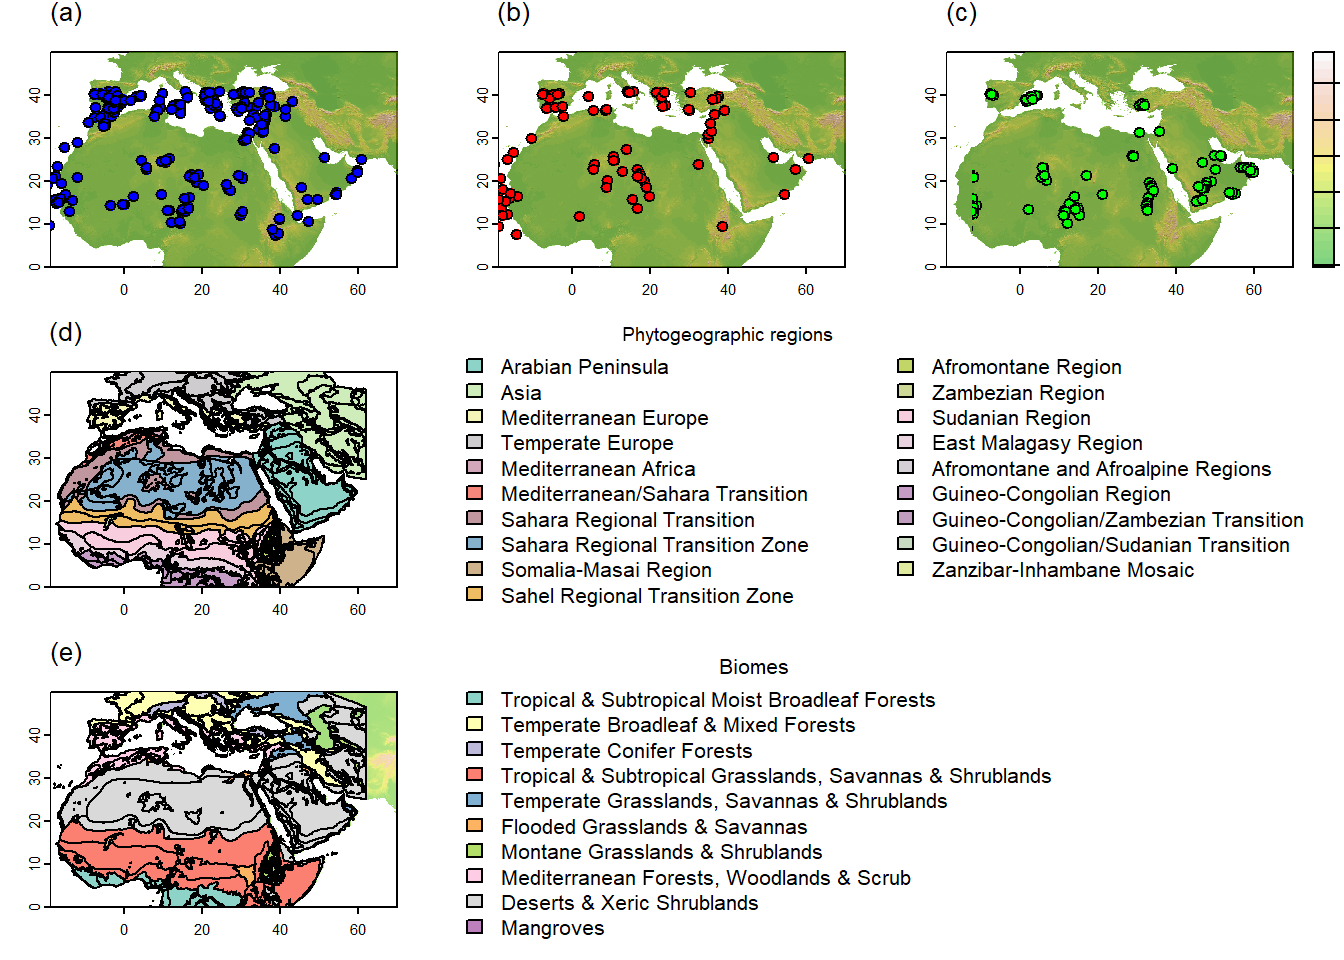 (a)
(b)
(c)
40
30
20
10
0
0
20
40
60
40
30
20
10
0
0
20
40
60
40
30
20
10
0
0
20
40
60
(d)
40
30
20
10
0
0
20
40
60
Phytogeographic regions
Arabian Peninsula
Asia
Mediterranean Europe
Temperate Europe
Mediterranean Africa
Mediterranean/Sahara Transition
Sahara Regional Transition
Sahara Regional Transition Zone
Somalia-Masai Region
Sahel Regional Transition Zone
Afromontane Region
Zambezian Region
Sudanian Region
East Malagasy Region
Afromontane and Afroalpine Regions
Guineo-Congolian Region
Guineo-Congolian/Zambezian Transition
Guineo-Congolian/Sudanian Transition
Zanzibar-Inhambane Mosaic
(e)
40
30
20
10
0
0
20
40
60
Biomes
Tropical & Subtropical Moist Broadleaf Forests
Temperate Broadleaf & Mixed Forests
Temperate Conifer Forests
Tropical & Subtropical Grasslands, Savannas & Shrublands
Temperate Grasslands, Savannas & Shrublands
Flooded Grasslands & Savannas
Montane Grasslands & Shrublands
Mediterranean Forests, Woodlands & Scrub
Deserts & Xeric Shrublands
Mangroves